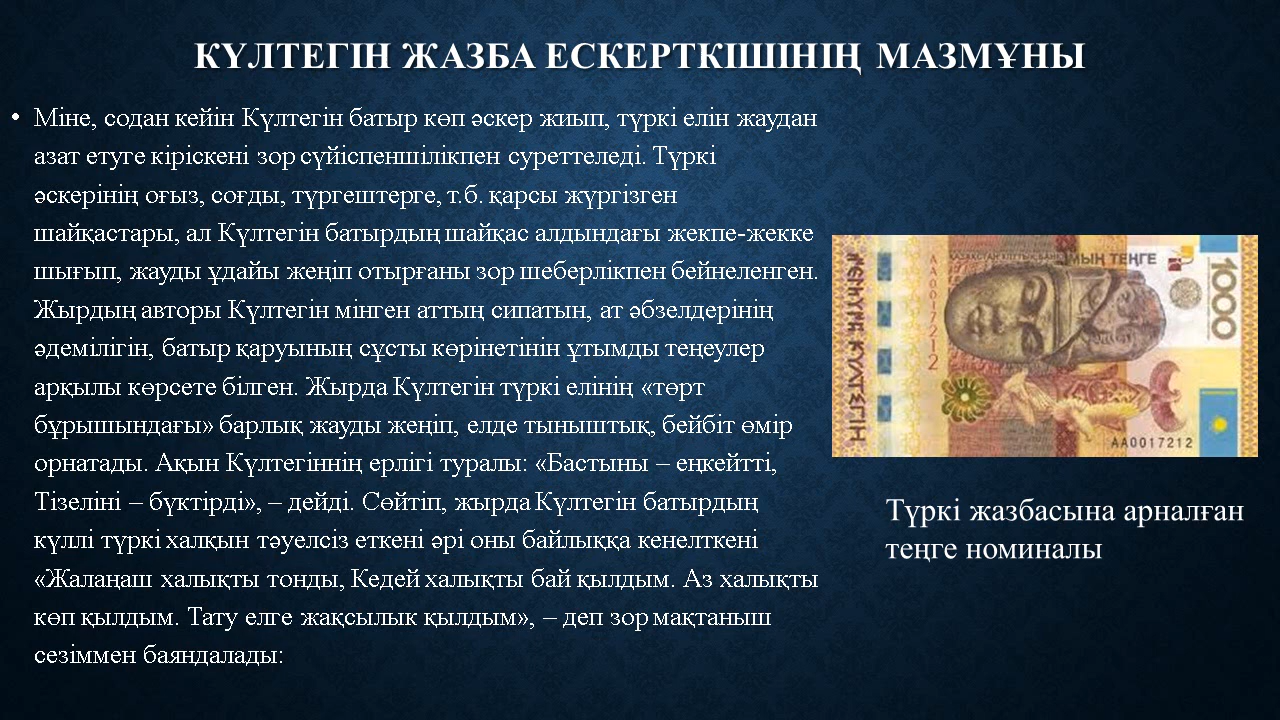 КҮЛТЕГІН ЖАЗБА ЕСКЕРТКІШІНІҢ МАЗМҰНЫ
• Міне, содан кейін Күлтегін батыр көп әскер жиып, түркі елін жаудан
азат етуге кіріскені зор сүйіспеншілікпен суреттеледі. Түркі
әскерінің оғыз, соғды, түргештерге, т.б. қарсы жүргізген
шайқастары, ал Күлтегін батырдың шайқас алдындағы жекпе-жекке
шығып, жауды ұдайы жеңіп отырғаны зор шеберлікпен бейнеленген.
Жырдың авторы Күлтегін мінген аттың сипатын, ат әбзелдерінің
әдемілігін, батыр қаруының сұсты көрінетінін ұтымды теңеулер
арқылы көрсете білген. Жырда Күлтегін түркі елінің «төрт
бұрышындағы» барлық жауды жеңіп, елде тыныштық, бейбіт өмір
орнатады. Ақын Күлтегіннің ерлігі туралы: «Бастыны – еңкейтті,
Тізеліні – бүктірді», – дейді. Сөйтіп, жырда Күлтегін батырдың
күллі түркі халқын тәуелсіз еткені әрі оны байлыққа кенелткені
«Жалаңаш халықты тонды, Кедей халықты бай қылдым. Аз халықты
көп қылдым. Тату елге жақсылык қылдым», – деп зор мақтаныш
сезіммен баяндалады:
ҚАЗАҚСТАН ҰЛТТЫҚ БАНКІ
МЫҢ ТЕҢГЕ
1000
АА0017212
КҮЛТЕГІН
АА0017212
Түркі жазбасына арналған
теңге номиналы